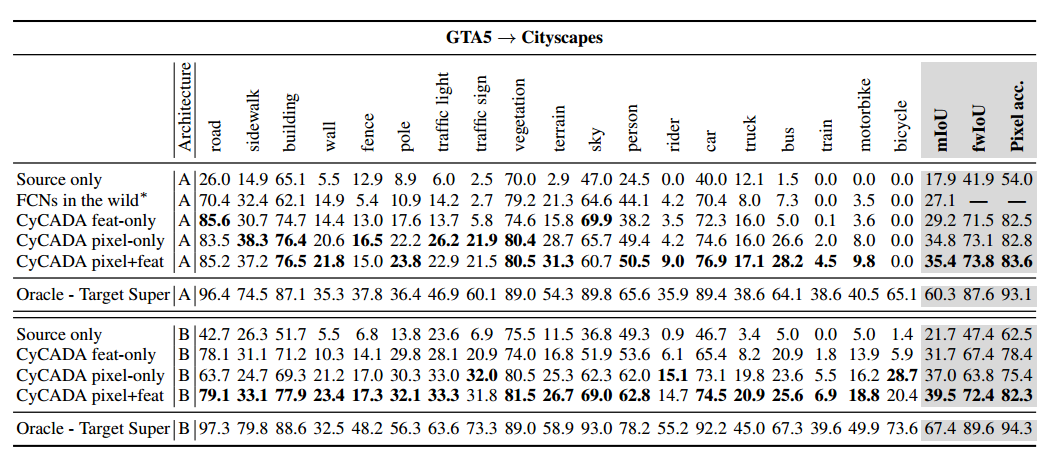 GTA5 → Cityscapes
Architecture road sidewalk building wall fence pole traffic light traffic sign vegetation terrain sky person rider car truck bus train motorbike bicycle mIoU fwIoU Pixel acc.
Source only A 26.0 14.9 65.1 5.5 12.9 8.9 6.0 2.5 70.0 2.9 47.0 24.5 0.0 40.0 12.1 1.5 0.0 0.0 0.0 17.9 41.9 54.0
FCNs in the wild* A 70.4 32.4 62.1 14.9 5.4 10.9 14.2 2.7 79.2 21.3 64.6 44.1 4.2 70.4 8.0 7.3 0.0 3.5 0.0 27.1 — —
CyCADA feat-only A 85.6 30.7 74.7 14.4 13.0 17.6 13.7 5.8 74.6 15.8 69.9 38.2 3.5 72.3 16.0 5.0 0.1 3.6 0.0 29.2 71.5 82.5
CyCADA pixel-only A 83.5 38.3 76.4 20.6 16.5 22.2 26.2 21.9 80.4 28.7 65.7 49.4 4.2 74.6 16.0 26.6 2.0 8.0 0.0 34.8 73.1 82.8
CyCADA pixel+feat A 85.2 37.2 76.5 21.8 15.0 23.8 22.9 21.5 80.5 31.3 60.7 50.5 9.0 76.9 17.1 28.2 4.5 9.8 0.0 35.4 73.8 83.6
Oracle - Target Super A 96.4 74.5 87.1 35.3 37.8 36.4 46.9 60.1 89.0 54.3 89.8 65.6 35.9 89.4 38.6 64.1 38.6 40.5 65.1 60.3 87.6 93.1
Source only B 42.7 26.3 51.7 5.5 6.8 13.8 23.6 6.9 75.5 11.5 36.8 49.3 0.9 46.7 3.4 5.0 0.0 5.0 1.4 21.7 47.4 62.5
CyCADA feat-only B 78.1 31.1 71.2 10.3 14.1 29.8 28.1 20.9 74.0 16.8 51.9 53.6 6.1 65.4 8.2 20.9 1.8 13.9 5.9 31.7 67.4 78.4
CyCADA pixel-only B 63.7 24.7 69.3 21.2 17.0 30.3 33.0 32.0 80.5 25.3 62.3 62.0 15.1 73.1 19.8 23.6 5.5 16.2 28.7 37.0 63.8 75.4
CyCADA pixel+feat B 79.1 33.1 77.9 23.4 17.3 32.1 33.3 31.8 81.5 26.7 69.0 62.8 14.7 74.5 20.9 25.6 6.9 18.8 20.4 39.5 72.4 82.3
Oracle - Target Super B 97.3 79.8 88.6 32.5 48.2 56.3 63.6 73.3 89.0 58.9 93.0 78.2 55.2 92.2 45.0 67.3 39.6 49.9 73.6 67.4 89.6 94.3